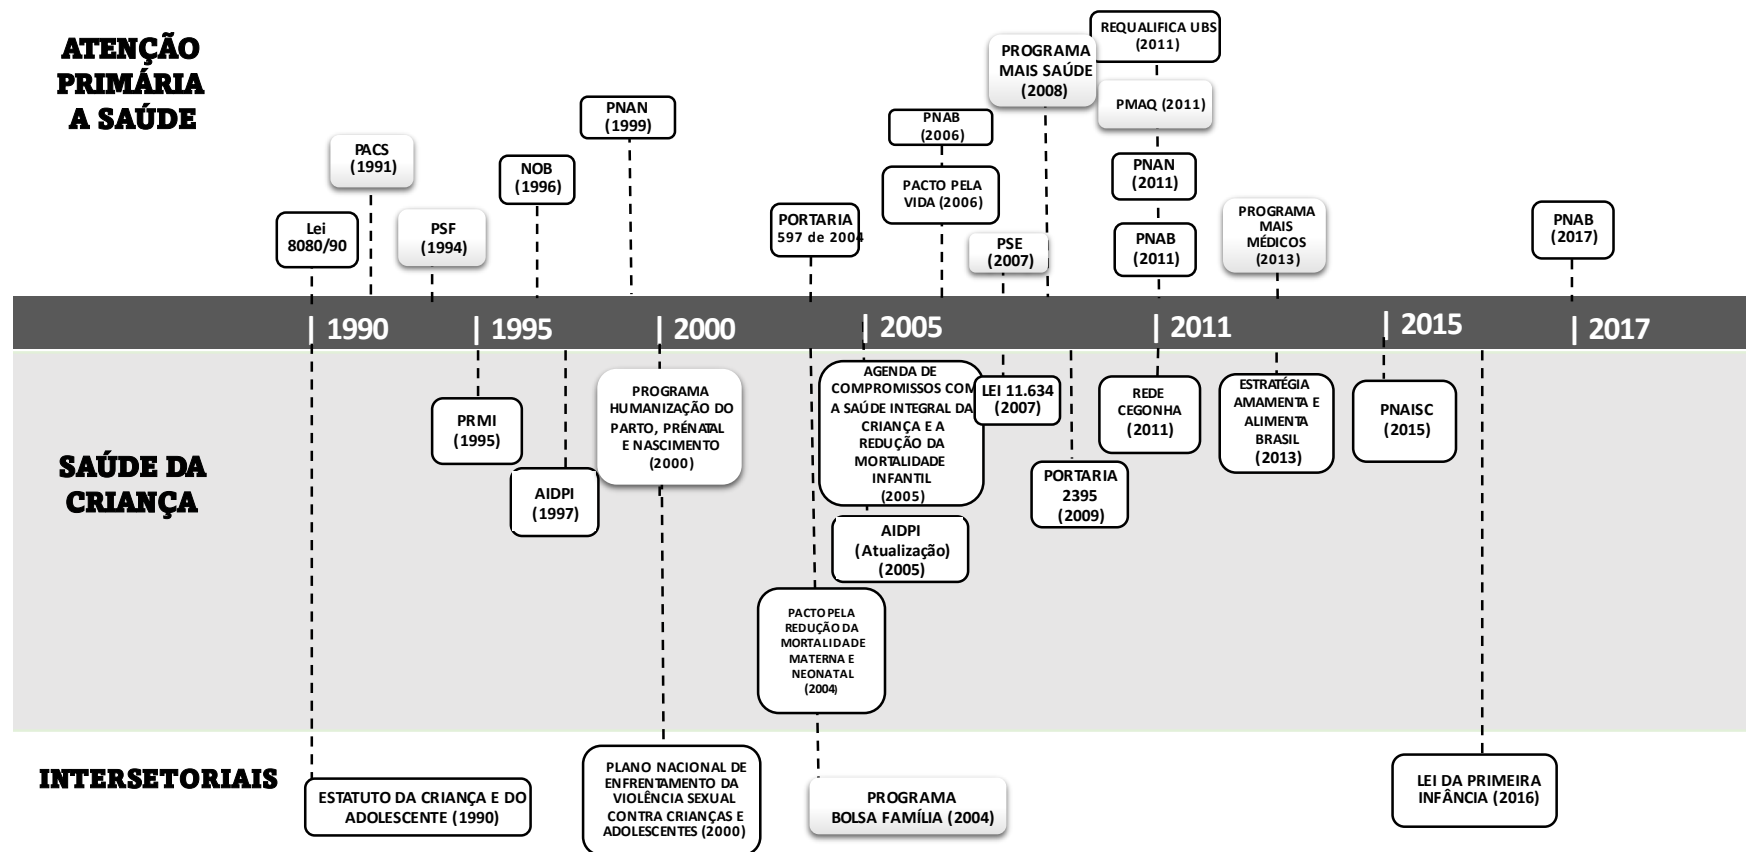 ATENÇÃO
PRIMÁRIA
A SAÚDE
Lei
8080/90
PACS
(1991)
PSF
(1994)
NOB
(1996)
PNAN
(1999)
PORTARIA
597 de 2004
PNAB
(2006)
PACTO PELA
VIDA (2006)
PSE
(2007)
PROGRAMA
MAIS SAÚDE
(2008)
REQUALIFICA UBS
(2011)
PMAQ (2011)
PNAN
(2011)
PNAB
(2011)
PROGRAMA
MAIS
MÉDICOS
(2013)
PNAB
(2017)
| 1990
| 1995
| 2000
| 2005
| 2011
| 2015
| 2017
SAÚDE DA
CRIANÇA
PRMI
(1995)
AIDPI
(1997)
PROGRAMA
HUMANIZAÇÃO DO
PARTO, PRÉNATAL
E NASCIMENTO
(2000)
PACTO PELA
REDUÇÃO DA
MORTALIDADE
MATERNA E
NEONATAL
(2004)
AGENDA DE
COMPROMISSOS COM
A SAÚDE INTEGRAL DA
CRIANÇA E A
REDUÇÃO DA
MORTALIDADE
INFANTIL
(2005)
AIDPI
(Atualização)
(2005)
LEI 11.634
(2007)
PORTARIA
2395
(2009)
REDE
CEGONHA
(2011)
ESTRATÉGIA
AMAMENTA E
ALIMENTA
BRASIL
(2013)
PNAISC
(2015)
INTERSETORIAIS
ESTATUTO DA CRIANÇA E DO
ADOLESCENTE (1990)
PLANO NACIONAL DE
ENFRENTAMENTO DA
VIOLÊNCIA SEXUAL
CONTRA CRIANÇAS E
ADOLESCENTES (2000)
PROGRAMA
BOLSA FAMÍLIA (2004)
LEI DA PRIMEIRA
INFÂNCIA (2016)